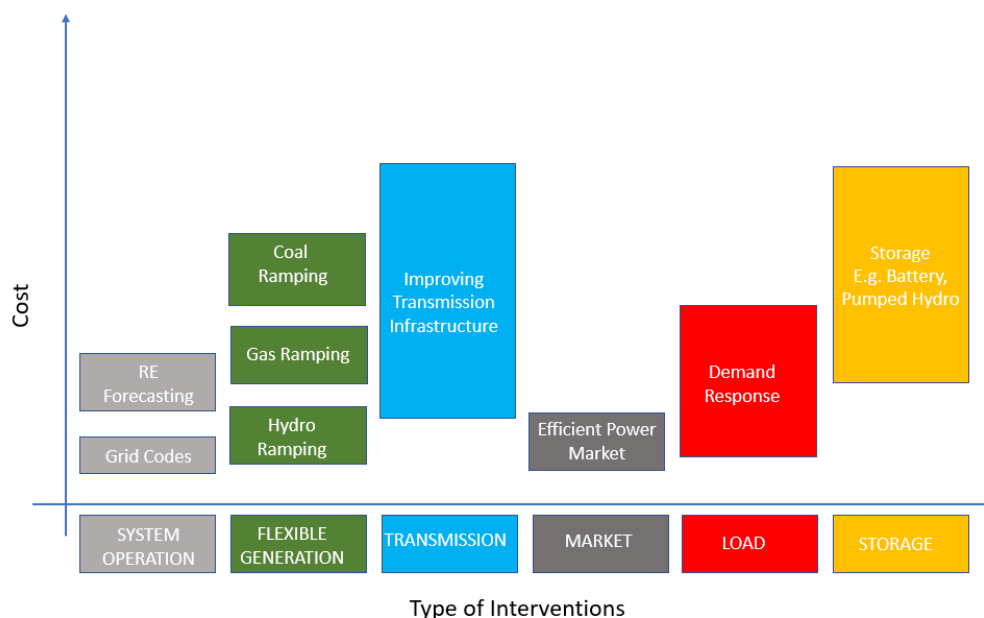 Cost
RE
Forecasting
Grid Codes
Coal
Ramping
Gas Ramping
Hydro
Ramping
Improving
Transmission
Infrastructure
Efficient Power
Market
Demand
Response
Storage
E.g. Battery,
Pumped Hydro
SYSTEM
OPERATION
FLEXIBLE
GENERATION
TRANSMISSION
MARKET
LOAD
STORAGE
Type of Interventions